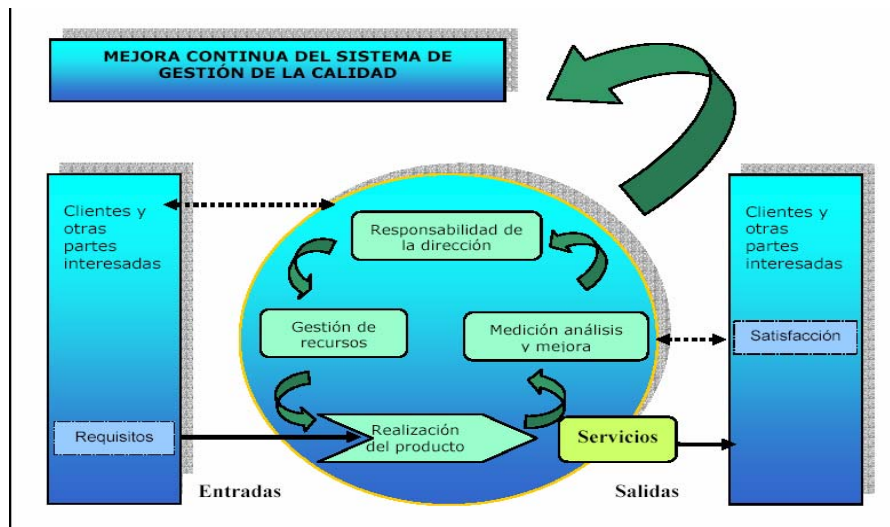 MEJORA CONTINUA DEL SISTEMA DE
GESTIÓN DE LA CALIDAD
Clientes y
otras
partes
interesadas
Requisitos
Responsabilidad de
la dirección
Gestión de
recursos
Medición análisis
y mejora
Realización
del producto
Servicios
Entradas
Salidas
Clientes y
otras
partes
interesadas
Satisfacción